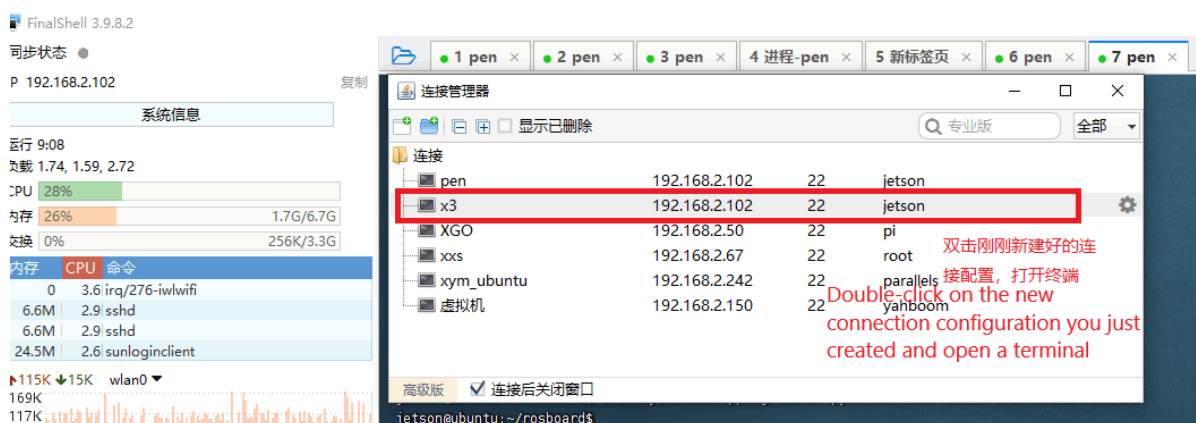 FinalShell 3.9.8.2
同步状态
P 192.168.2.102 复制
系统信息
运行 9:08
负载 1.74, 1.59, 2.72
CPU 28%
内存 26% 1.7G/6.7G
交换 0% 256K/3.3G
内存 CPU 命令
0 3.6 irq/276-iwlwifi
6.6M 2.9 sshd
6.6M 2.9 sshd
24.5M 2.6 sunloginclient
115K 15K wlan0
169K
117K
1 pen × 2 pen × 3 pen × 4 进程-pen × 5 新标签页 × 6 pen × 7 pen ×
连接管理器
显示已删除 专业版 全部
连接
pen 192.168.2.102 22 jetson
x3 192.168.2.102 22 jetson
XGO 192.168.2.50 22 pi
xxs 192.168.2.67 22 root
xym_ubuntu 192.168.2.242 22 parallels
虚拟机 192.168.2.150 22 yahboom
双击刚刚新建好的连
接配置，打开终端
Double-click on the new
connection configuration you just
created and open a terminal
高级版 连接后关闭窗口
jetson@ubuntu:~/rosboard$